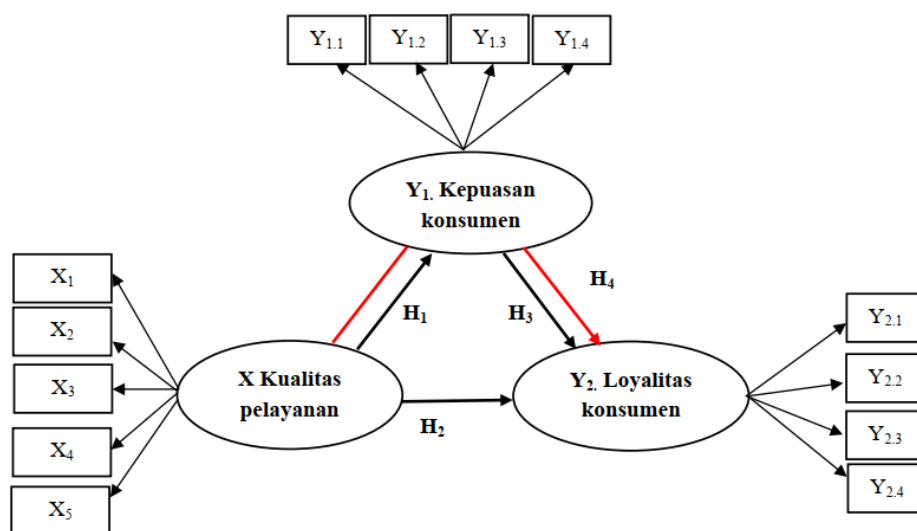 Y1.1
Y1.2
Y1.3
Y1.4
Y1. Kepuasan
konsumen
X1
X2
X3
X4
X5
H1
H3
H4
X Kualitas
pelayanan
H2
Y2. Loyalitas
konsumen
Y2.1
Y2.2
Y2.3
Y2.4